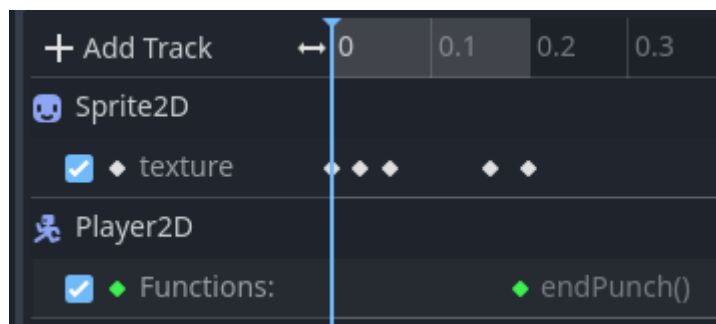 Add Track 0 0.1 0.2 0.3
Sprite2D
texture
Player2D
Functions: endPunch()